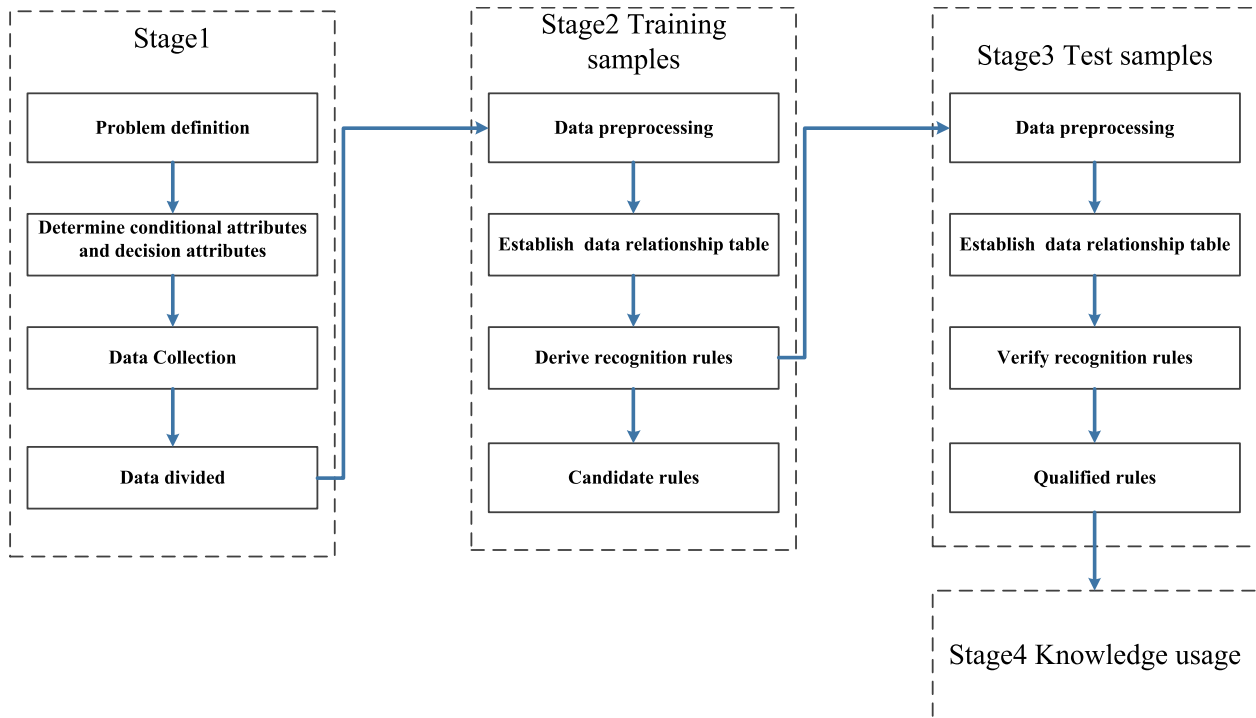 Stage1
Problem definition
Determine conditional attributes
and decision attributes
Data Collection
Data divided
Stage2 Training
samples
Data preprocessing
Establish data relationship table
Derive recognition rules
Candidate rules
Stage3 Test samples
Data preprocessing
Establish data relationship table
Verify recognition rules
Qualified rules
Stage4 Knowledge usage